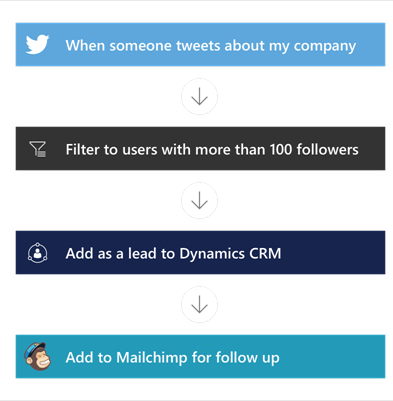 When someone tweets about my company
Filter to users with more than 100 followers
Add as a lead to Dynamics CRM
Add to Mailchimp for follow up